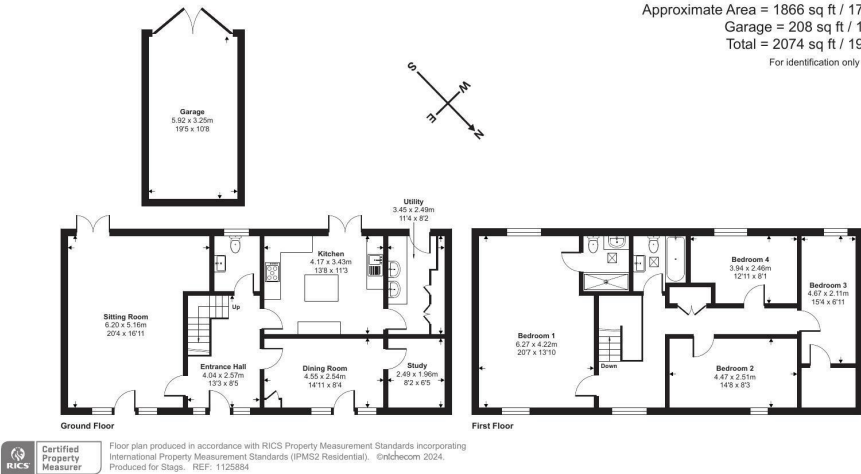 Approximate Area = 1866 sq ft / 17
Garage = 208 sq ft / 1
Total = 2074 sq ft / 19
For identification only
S
W
E
N
Garage
5.92 x 3.25m
19'5 x 10'8
Utility
3.45 x 2.49m
11'4 x 8'2
Kitchen
4.17 x 3.43m
13'8 x 11'3
Sitting Room
6.20 x 5.16m
20'4 x 16'11
Up
Entrance Hall
4.04 x 2.57m
13'3 x 8'5
Dining Room
4.55 x 2.54m
14'11 x 8'4
Study
2.49 x 1.96m
8'2 x 6'5
Ground Floor
Bedroom 4
3.94 x 2.46m
12'11 x 8'1
Bedroom 3
4.67 x 2.11m
15'4 x 6'11
Bedroom 1
6.27 x 4.22m
20'7 x 13'10
Down
Bedroom 2
4.47 x 2.51m
14'8 x 8'3
First Floor
RICS
Certified
Property
Measurer
Floor plan produced in accordance with RICS Property Measurement Standards incorporating
International Property Measurement Standards (IPMS2 Residential). ©nichecom 2024.
Produced for Stags. REF: 1125884